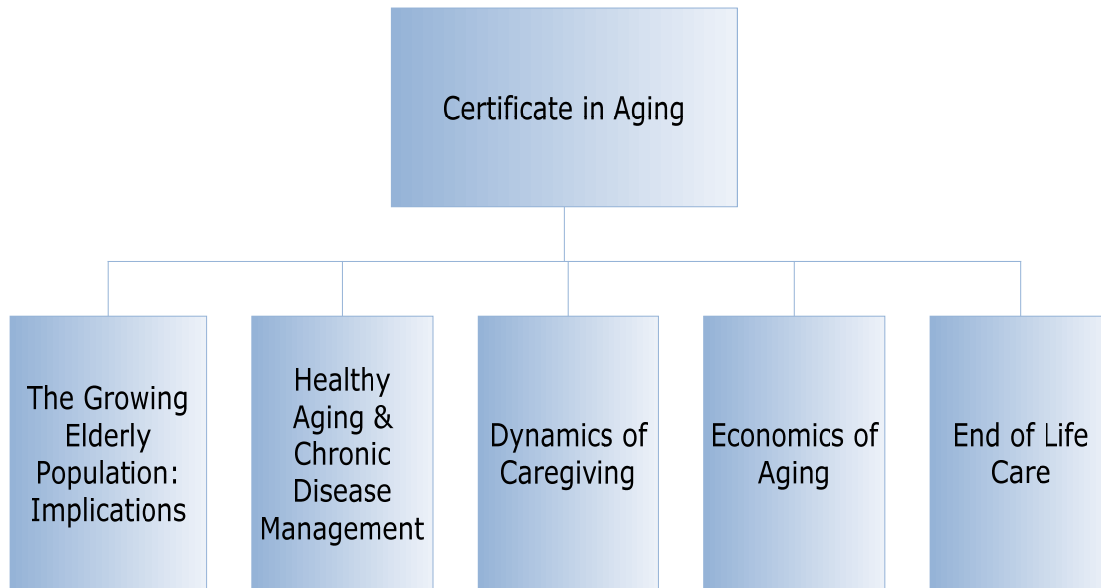 Certificate in Aging
The Growing
Elderly
Population:
Implications
Healthy
Aging &
Chronic
Disease
Management
Dynamics of
Caregiving
Economics of
Aging
End of Life
Care